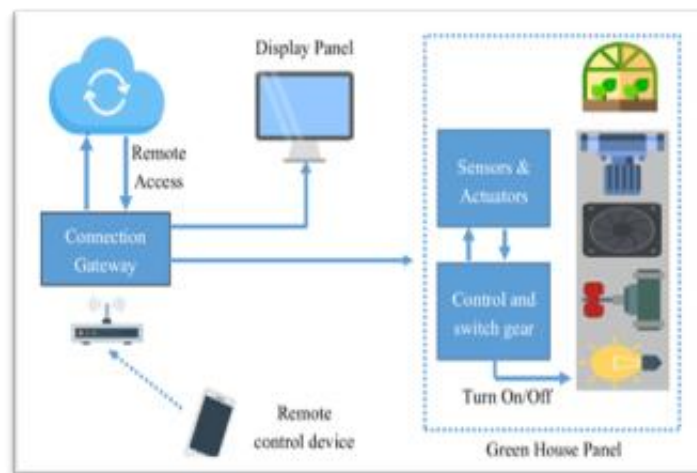 Display Panel
Remote
Access
Connection
Gateway
Sensors &
Actuators
Control and
switch gear
Turn On/Off
Remote
control device
Green House Panel